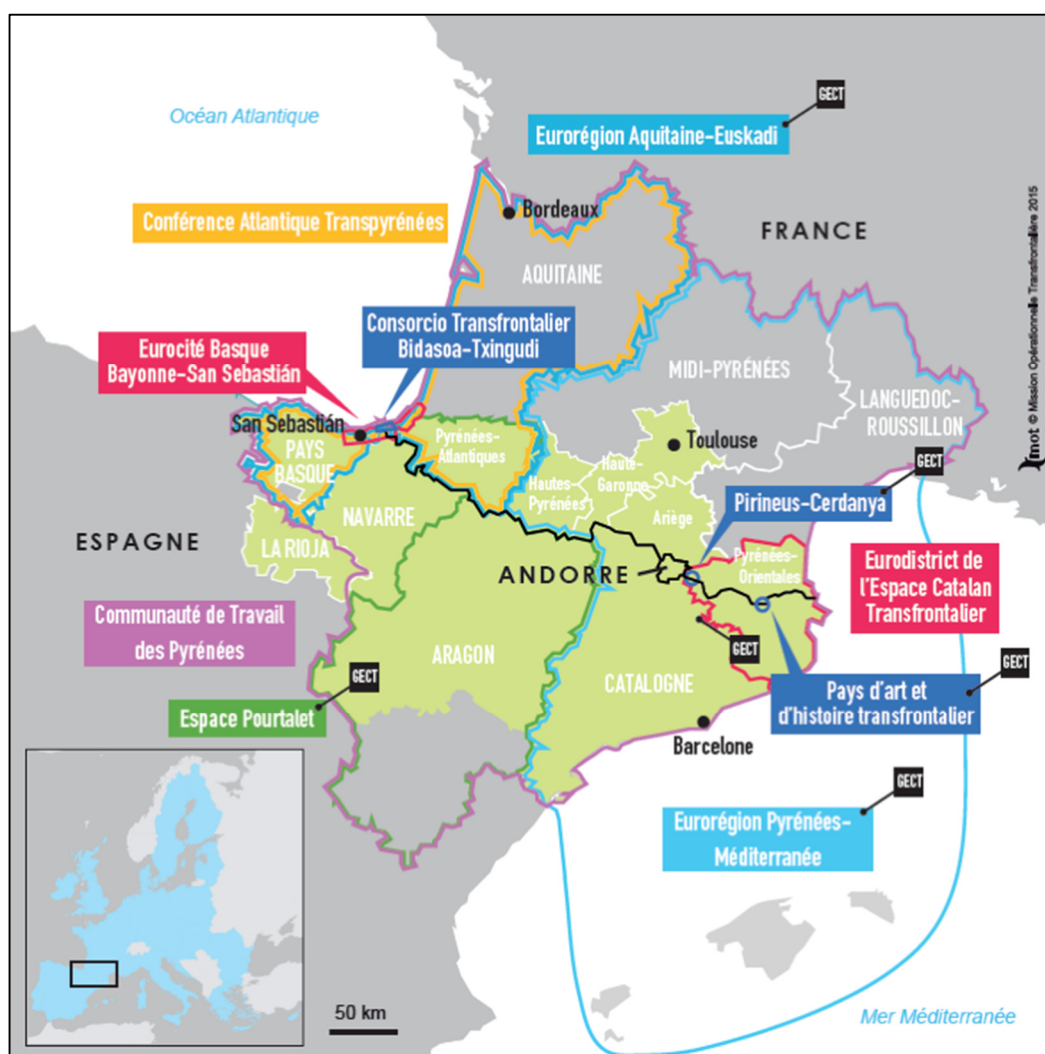 GECT
Océan Atlantique
Eurorégion Aquitaine-Euskadi
Conférence Atlantique Transpyrénées
Bordeaux
FRANCE
AQUITAINE
Consorcio Transfrontalier
Bidasoa-Txingudi
Eurocité Basque
Bayonne-San Sebastián
MIDI-PYRÉNÉES
LANGUEDOC-
ROUSSILLON
San Sebastián
PAYS
BASQUE
Pyrénées-
Atlantiques
Toulouse
Haute-
Garonne
Hautes-
Pyrénées
GECT
Pirineus-Cerdanya
Ariège
NAVARRE
ESPAGNE
LA RIOJA
ANDORRE
Pyrénées-
Orientales
Eurodistrict de
l'Espace Catalan
Transfrontalier
Communauté de Travail
des Pyrénées
ARAGON
GECT
CATALOGNE
GECT
GECT
Pays d'art et
d'histoire transfrontalier
Espace Pourtalet
Barcelone
GECT
Eurorégion Pyrénées-
Méditerranée
50 km
Mer Méditerranée
mot © Mission Opérationnelle Transfrontalière 2015